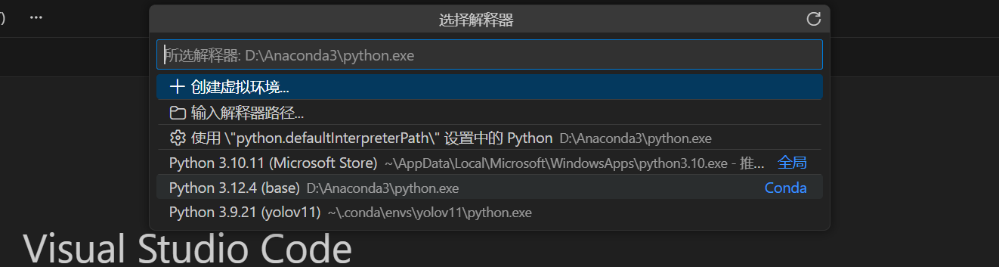 ) ···
选择解释器
所选解释器: D:\Anaconda3\python.exe
创建虚拟环境...
输入解释器路径...
使用 \"python.defaultInterpreterPath\" 设置中的 Python D:\Anaconda3\python.exe
Python 3.10.11 (Microsoft Store) ~\AppData\Local\Microsoft\WindowsApps\python3.10.exe - 推... 全局
Python 3.12.4 (base) D:\Anaconda3\python.exe Conda
Python 3.9.21 (yolov11) ~\.conda\envs\yolov11\python.exe
Visual Studio Code